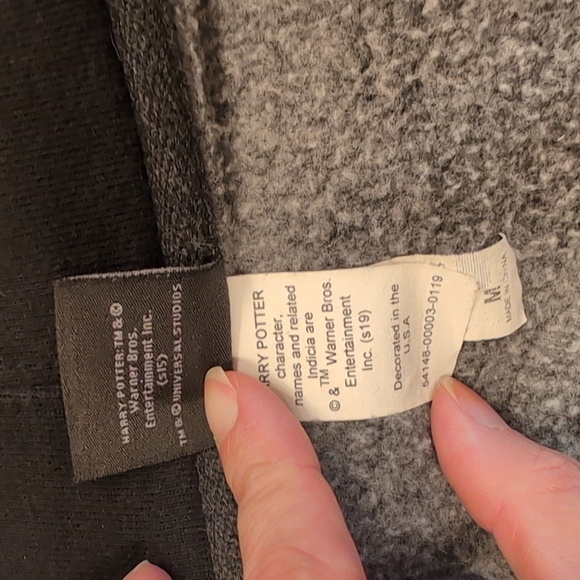 HARRY POTTER: TM & ©
Warner Bros.
Entertainment Inc.
(s15)
TM & © UNIVERSAL STUDIOS
RRY POTTER
character,
names and related
Indicia are
© & TM Warner Bros.
Entertainment
Inc. (s19)
Decorated in the
U.S.A
54148-00003-0119
M
MADE IN CHINA